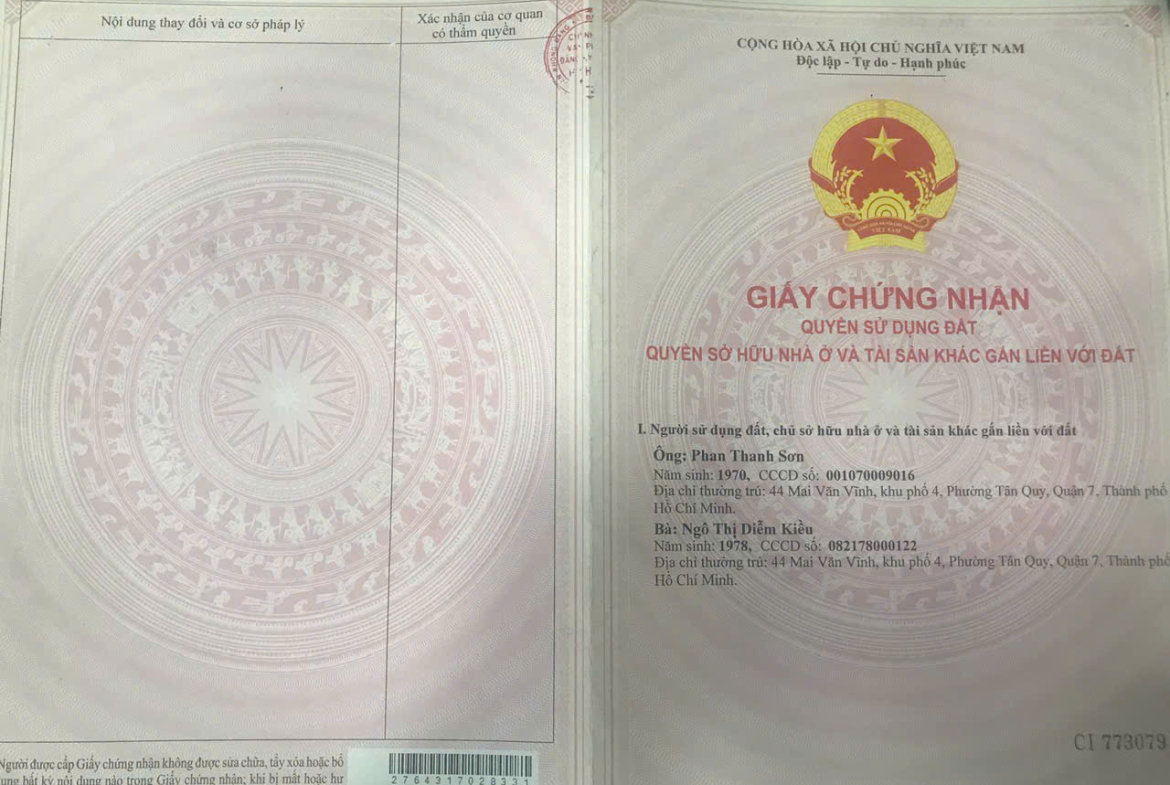 Nội dung thay đổi và cơ sở pháp lý
Xác nhận của cơ quan
có thẩm quyền
Người được cấp Giấy chứng nhận không được sửa chữa, tẩy xóa hoặc bổ
bất kỳ nội dung nào trong Giấy chứng nhận; khi bị mất hoặc hư
CỘNG HÒA XÃ HỘI CHỦ NGHĨA VIỆT NAM
Độc lập - Tự do - Hạnh phúc
VIỆT NAM
GIẤY CHỨNG NHẬN
QUYỀN SỬ DỤNG ĐẤT
QUYỀN SỞ HỮU NHÀ Ở VÀ TÀI SẢN KHÁC GẮN LIỀN VỚI ĐẤT
I. Người sử dụng đất, chủ sở hữu nhà ở và tài sản khác gắn liền với đất
Ông: Phan Thanh Sơn
Năm sinh: 1970, CCCD số: 001070009016
Địa chỉ thường trú: 44 Mai Văn Vĩnh, khu phố 4, Phường Tân Quy, Quận 7, Thành phố
Hồ Chí Minh.
Bà: Ngô Thị Diễm Kiều
Năm sinh: 1978, CCCD số: 082178000122
Địa chỉ thường trú: 44 Mai Văn Vĩnh, khu phố 4, Phường Tân Quy, Quận 7, Thành phố
Hồ Chí Minh.
CI 773079